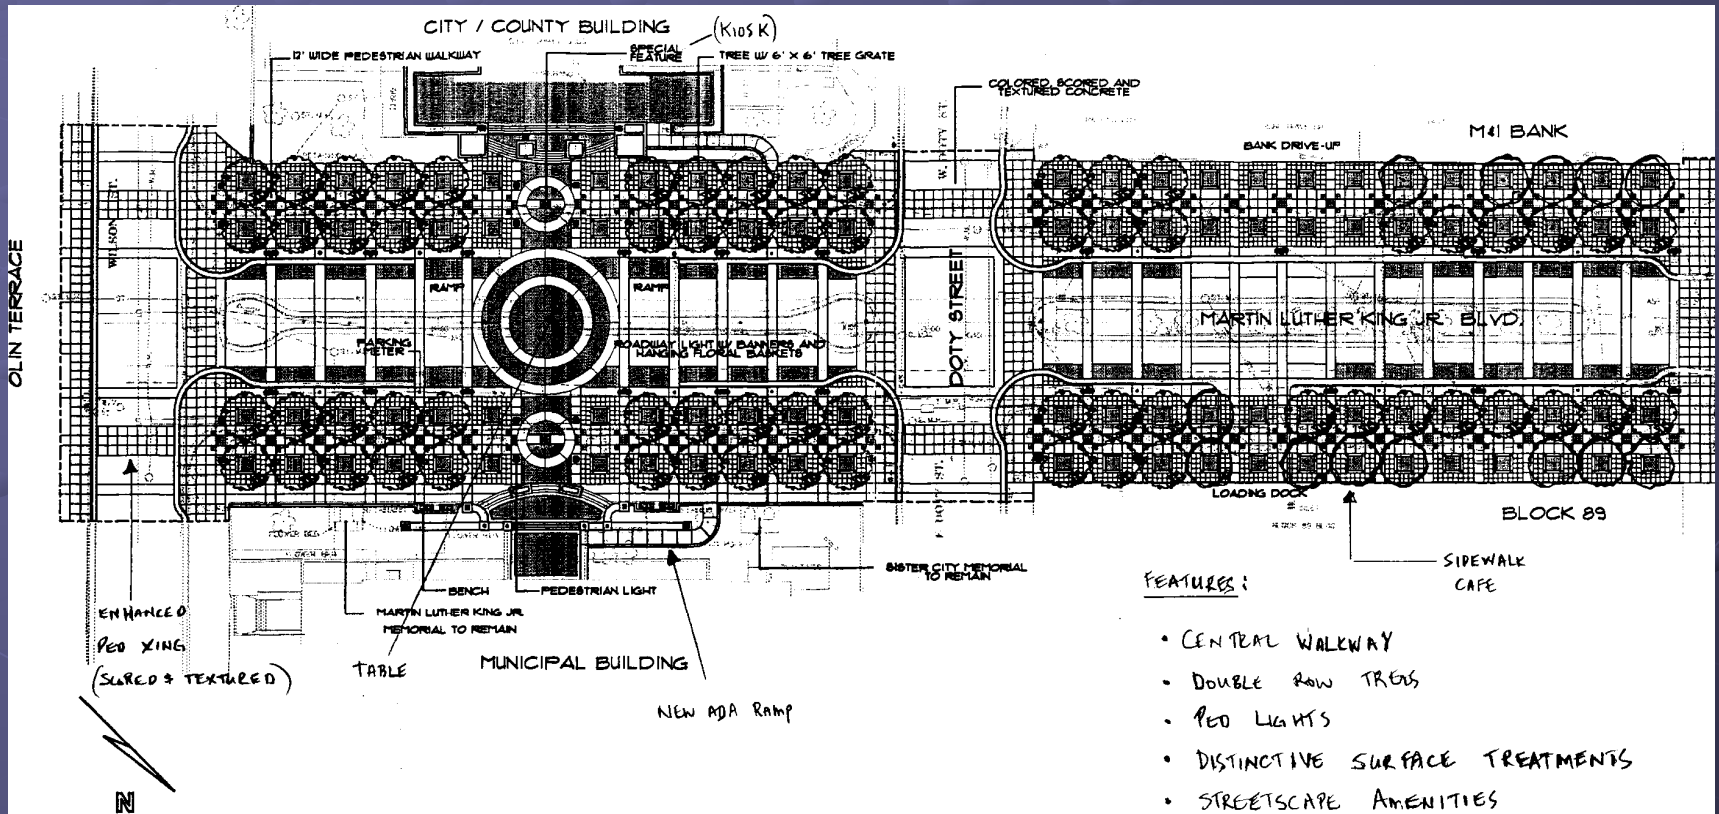 CITY / COUNTY BUILDING
(KIOSK)
12' WIDE PEDESTRIAN WALKWAY
SPECIAL
FEATURE
TREE W/ 6' X 6' TREE GRATE
COLORED, SCORED AND
TEXTURED CONCRETE
W. DOTY ST.
M&I BANK
BANK DRIVE-UP
WILSON ST.
OLIN TERRACE
RAMP
RAMP
DOTY STREET
MARTIN LUTHER KING JR. BLVD.
PARKING
METER
ROADWAY LIGHT W/ BANNERS AND
HANGING FLORAL BASKETS
E. DOTY ST.
LOADING DOCK
BLOCK 89
SISTER CITY MEMORIAL
TO REMAIN
SIDEWALK
CAFE
BENCH
PEDESTRIAN LIGHT
MARTIN LUTHER KING JR.
MEMORIAL TO REMAIN
ENHANCED
PED XING
(SCORED & TEXTURED)
TABLE
MUNICIPAL BUILDING
NEW ADA RAMP
N
FEATURES:
• CENTRAL WALKWAY
• DOUBLE ROW TREES
• PED LIGHTS
• DISTINCTIVE SURFACE TREATMENTS
• STREETSCAPE AMENITIES